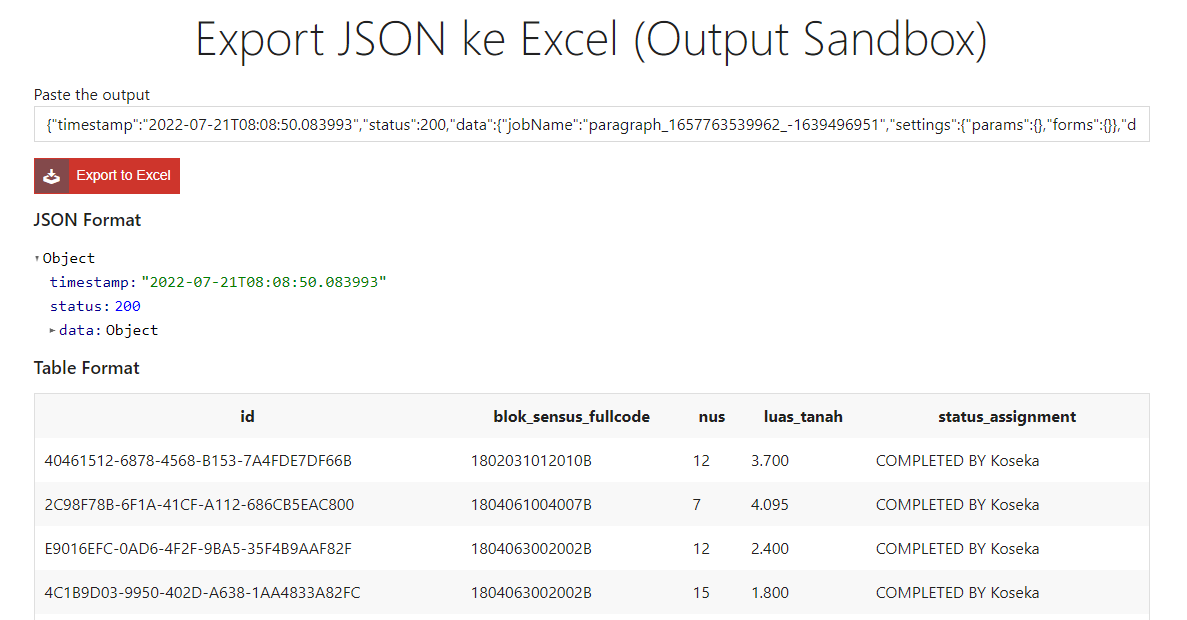 Export JSON ke Excel (Output Sandbox)
Paste the output
{"timestamp":"2022-07-21T08:08:50.083993","status":200,"data":{"jobName":"paragraph_1657763539962_-1639496951","settings":{"params":{},"forms":{}},"d
Export to Excel
JSON Format
Object
timestamp: "2022-07-21T08:08:50.083993"
status: 200
data: Object
Table Format
id blok_sensus_fullcode nus luas_tanah status_assignment
40461512-6878-4568-B153-7A4FDE7DF66B 1802031012010B 12 3.700 COMPLETED BY Koseka
2C98F78B-6F1A-41CF-A112-686CB5EAC800 1804061004007B 7 4.095 COMPLETED BY Koseka
E9016EFC-0AD6-4F2F-9BA5-35F4B9AAF82F 1804063002002B 12 2.400 COMPLETED BY Koseka
4C1B9D03-9950-402D-A638-1AA4833A82FC 1804063002002B 15 1.800 COMPLETED BY Koseka